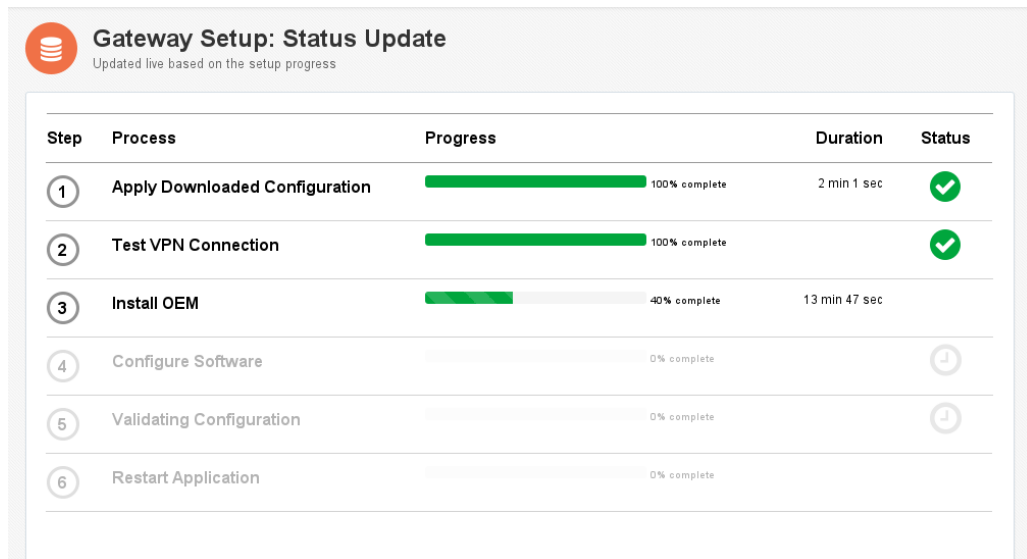 Gateway Setup: Status Update
Updated live based on the setup progress
Step Process Progress Duration Status
1 Apply Downloaded Configuration 100% complete 2 min 1 sec
2 Test VPN Connection 100% complete
3 Install OEM 40% complete 13 min 47 sec
4 Configure Software 0% complete
5 Validating Configuration 0% complete
6 Restart Application 0% complete